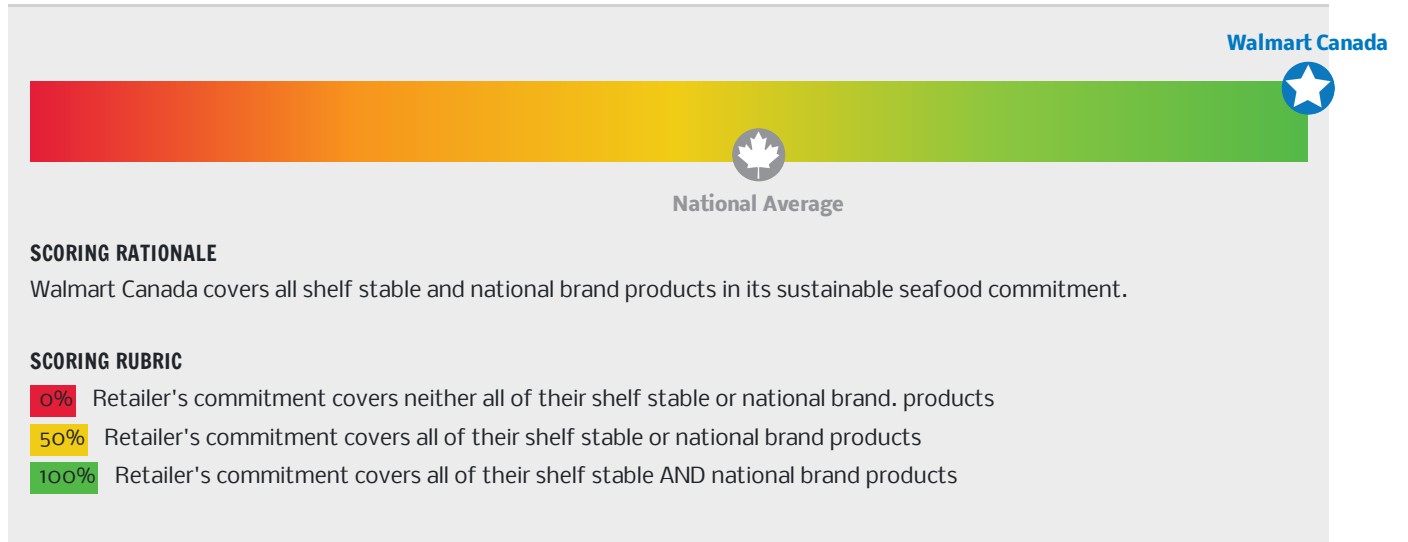 Walmart Canada
National Average
SCORING RATIONALE
Walmart Canada covers all shelf stable and national brand products in its sustainable seafood commitment.
SCORING RUBRIC
0% Retailer's commitment covers neither all of their shelf stable or national brand. products
50% Retailer's commitment covers all of their shelf stable or national brand products
100% Retailer's commitment covers all of their shelf stable AND national brand products